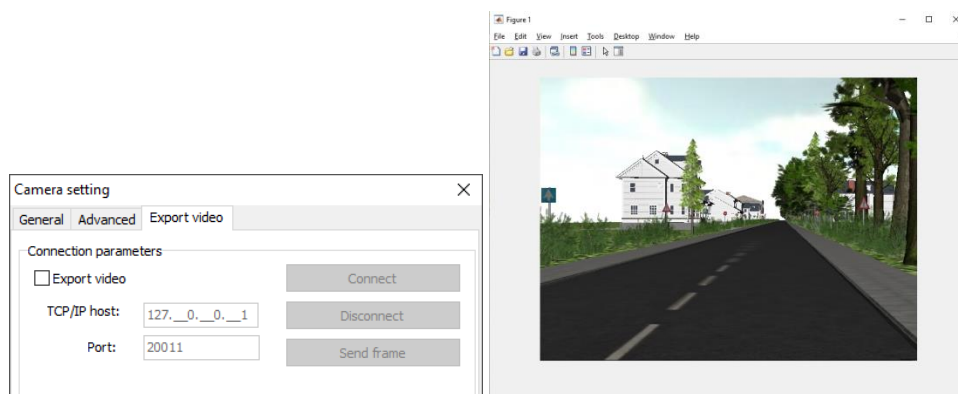 Camera setting
General Advanced Export video
Connection parameters
Export video
Connect
TCP/IP host: 127.__0.__0.__1
Disconnect
Port: 20011
Send frame
Figure 1
File Edit View Insert Tools Desktop Window Help